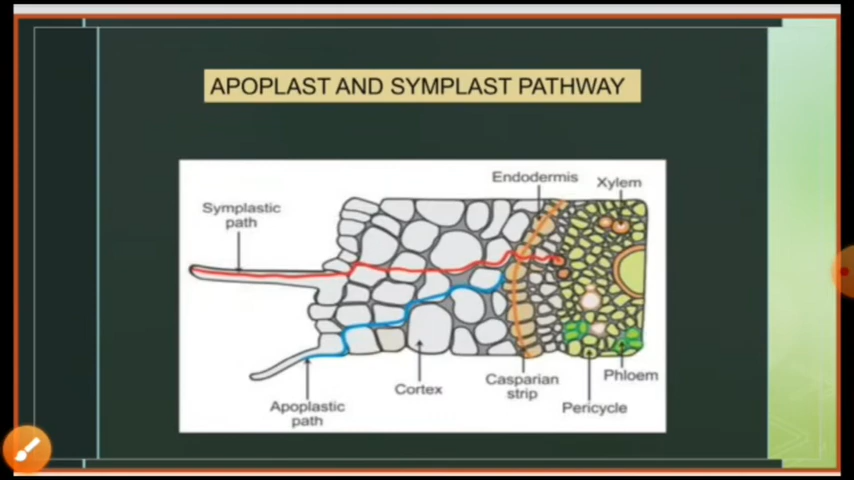 APOPLAST AND SYMPLAST PATHWAY
Endodermis
Xylem
Symplastic
path
Cortex
Casparian
strip
Phloem
Pericycle
Apoplastic
path